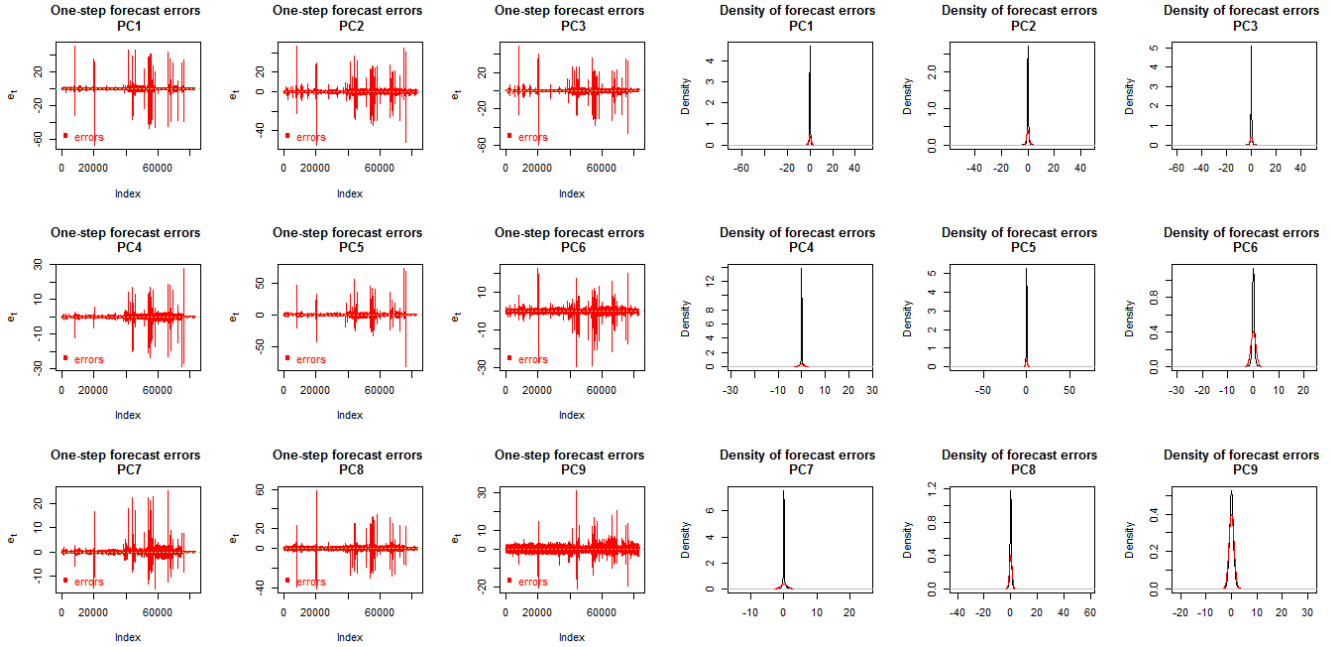 One-step forecast errors
PC1
e_t
20
-20
-60
errors
0 20000 60000
Index
One-step forecast errors
PC2
e_t
40
20
0
-40
errors
0 20000 60000
Index
One-step forecast errors
PC3
e_t
20
0
-20
-60
errors
0 20000 60000
Index
Density of forecast errors
PC1
Density
4
3
2
1
0
-60 -20 0 20 40
Density of forecast errors
PC2
Density
2.0
1.5
1.0
0.5
0.0
-40 -20 0 20 40
Density of forecast errors
PC3
Density
5
4
3
2
1
0
-60 -40 -20 0 20 40
One-step forecast errors
PC4
e_t
30
10
0
-10
-30
errors
0 20000 60000
Index
One-step forecast errors
PC5
e_t
50
0
-50
errors
0 20000 60000
Index
One-step forecast errors
PC6
e_t
10
0
-10
-30
errors
0 20000 60000
Index
Density of forecast errors
PC4
Density
12
10
8
6
4
2
0
-30 -10 0 10 20 30
Density of forecast errors
PC5
Density
5
4
3
2
1
0
-50 0 50
Density of forecast errors
PC6
Density
0.8
0.4
0.0
-30 -20 -10 0 10 20
One-step forecast errors
PC7
e_t
20
10
0
-10
errors
0 20000 60000
Index
One-step forecast errors
PC8
e_t
60
40
20
0
-40
errors
0 20000 60000
Index
One-step forecast errors
PC9
e_t
30
10
0
-20
errors
0 20000 60000
Index
Density of forecast errors
PC7
Density
6
4
2
0
-10 0 10 20
Density of forecast errors
PC8
Density
1.2
0.8
0.4
0.0
-50 -30 -10 0 10 20 30 40 60
Density of forecast errors
PC9
Density
0.4
0.2
0.0
-20 -10 0 10 20 30